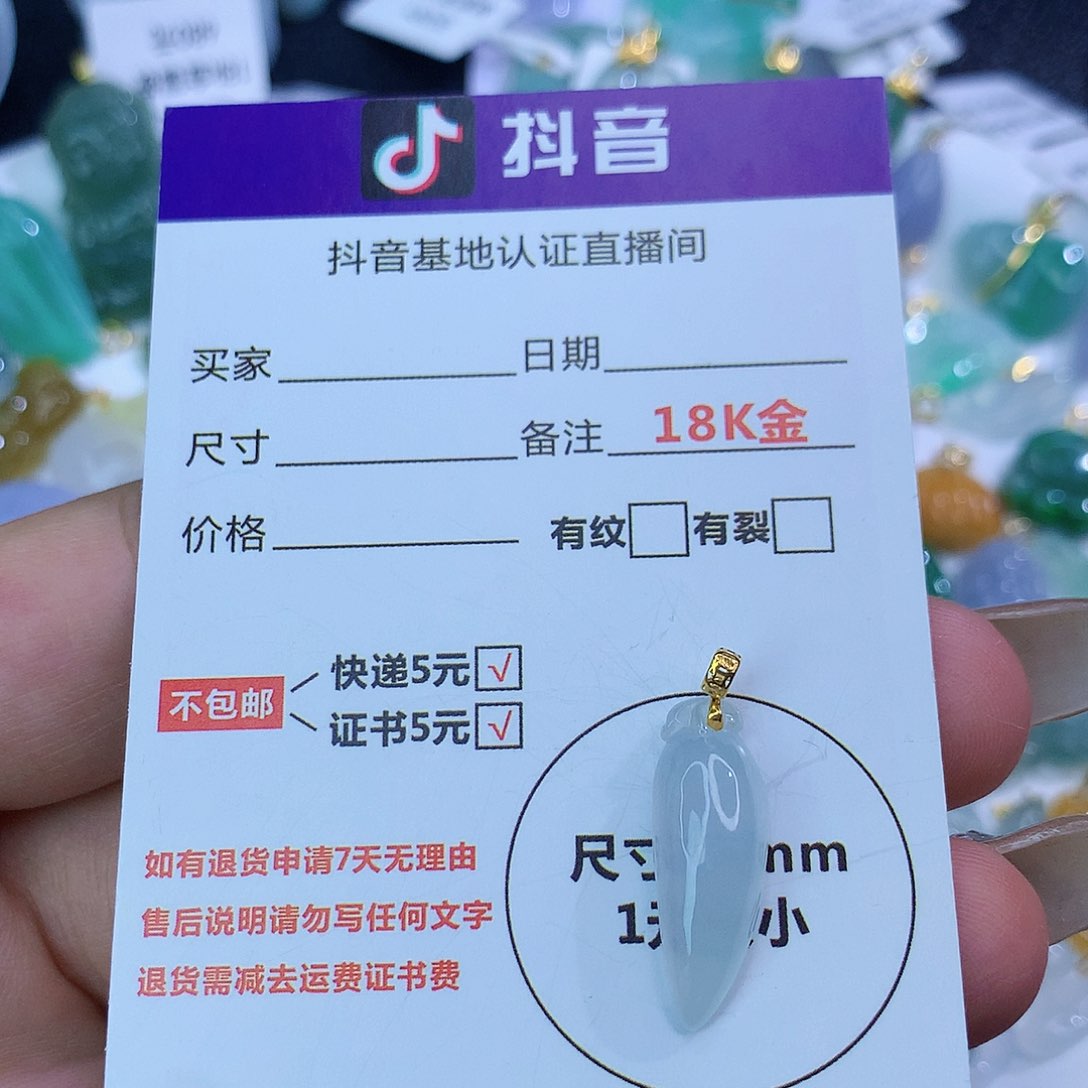 抖音
抖音基地认证直播间
买家 日期
尺寸 备注 18K金
价格 有纹 有裂
快递5元 √
不包邮
证书5元 √
如有退货申请7天无理由
售后说明请勿写任何文字
退货需减去运费证书费
尺寸 mm
1 小